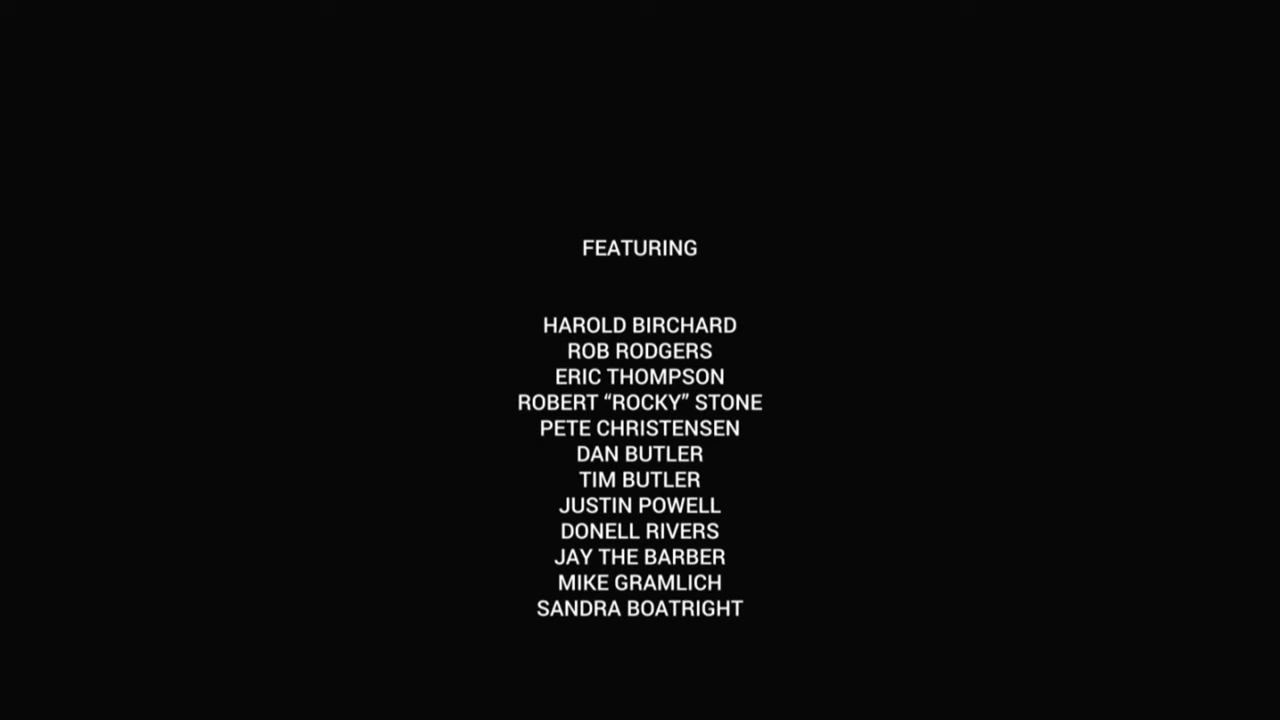 FEATURING
HAROLD BIRCHARD
ROB RODGERS
ERIC THOMPSON
ROBERT “ROCKY” STONE
PETE CHRISTENSEN
DAN BUTLER
TIM BUTLER
JUSTIN POWELL
DONELL RIVERS
JAY THE BARBER
MIKE GRAMLICH
SANDRA BOATRIGHT